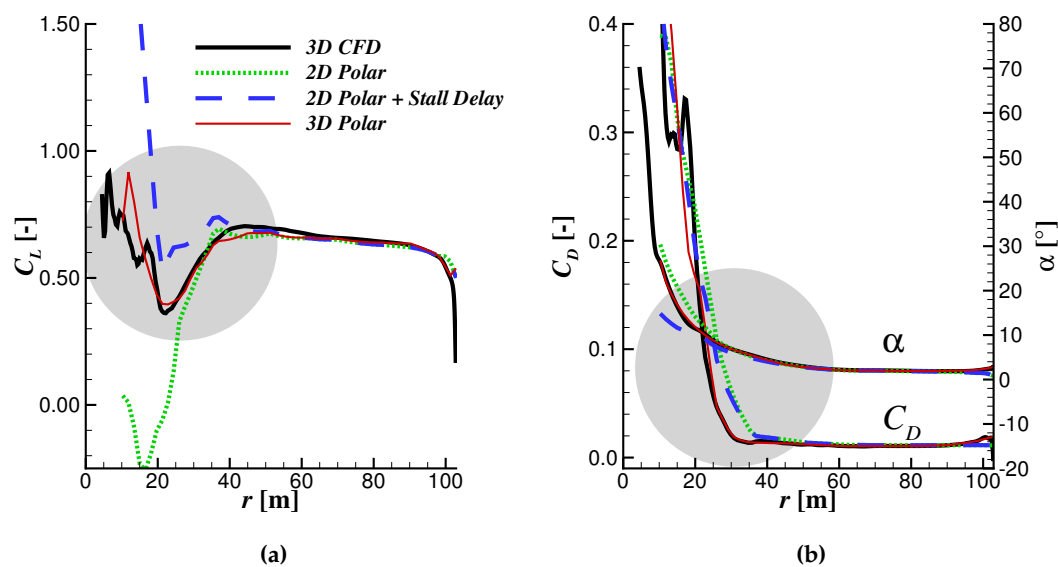 1.50
1.00
0.50
0.00
C_L [-]
0 20 40 60 80 100
r [m]
3D CFD
2D Polar
2D Polar + Stall Delay
3D Polar
(a)
0.4
0.3
0.2
0.1
0.0
C_D [-]
0 20 40 60 80 100
r [m]
80
70
60
50
40
30
20
10
0
-10
-20
α [°]
α
C_D
(b)